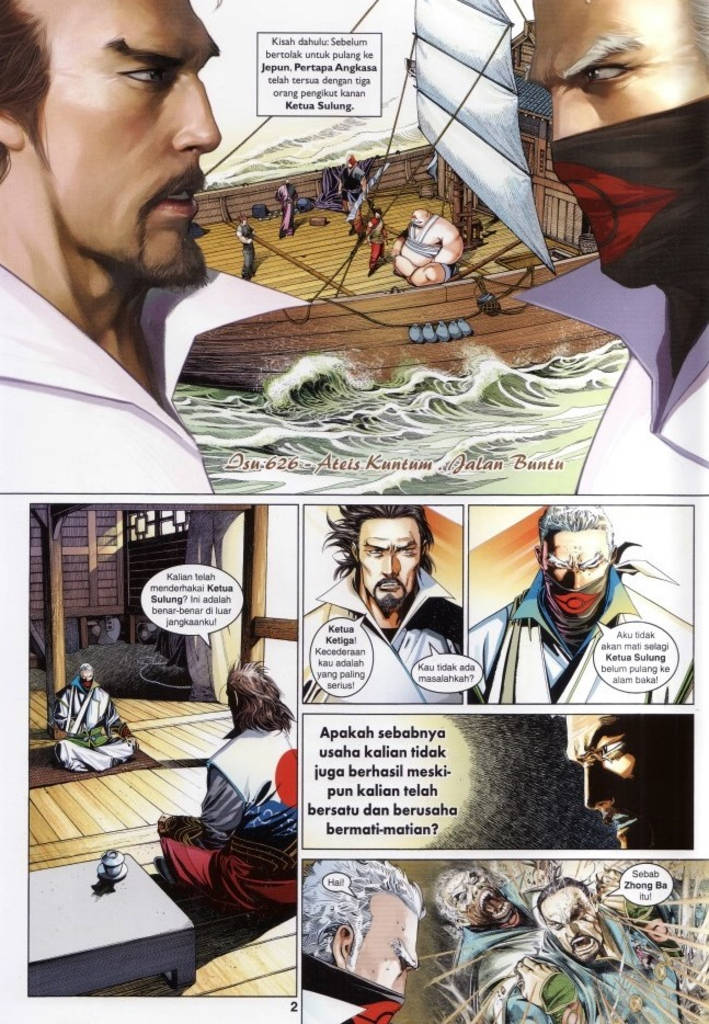 Kisah dahulu: Sebelum
bertolak untuk pulang ke
Jepun, Pertapa Angkasa
telah tersua dengan tiga
orang pengikut kanan
Ketua Sulung.
Isu 626 - Ateis Kuntum . Jalan Buntu
Kalian telah
menderhakai Ketua
Sulung? Ini adalah
benar-benar di luar
jangkaanku!
Ketua
Ketiga!
Kecederaan
kau adalah
yang paling
serius!
Kau tidak ada
masalahkah?
Aku tidak
akan mati selagi
Ketua Sulung
belum pulang ke
alam baka!
Apakah sebabnya
usaha kalian tidak
juga berhasil meski-
pun kalian telah
bersatu dan berusaha
bermati-matian?
Hai!
Sebab
Zhong Ba
itu!
2